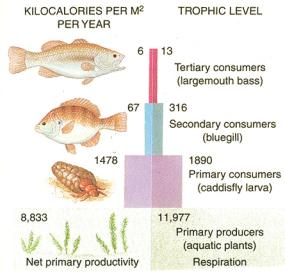 KILOCALORIES PER M² TROPHIC LEVEL
PER YEAR
6 13
Tertiary consumers
(largemouth bass)
67 316
Secondary consumers
(bluegill)
1478 1890
Primary consumers
(caddisfly larva)
8,833 11,977
Primary producers
(aquatic plants)
Net primary productivity Respiration